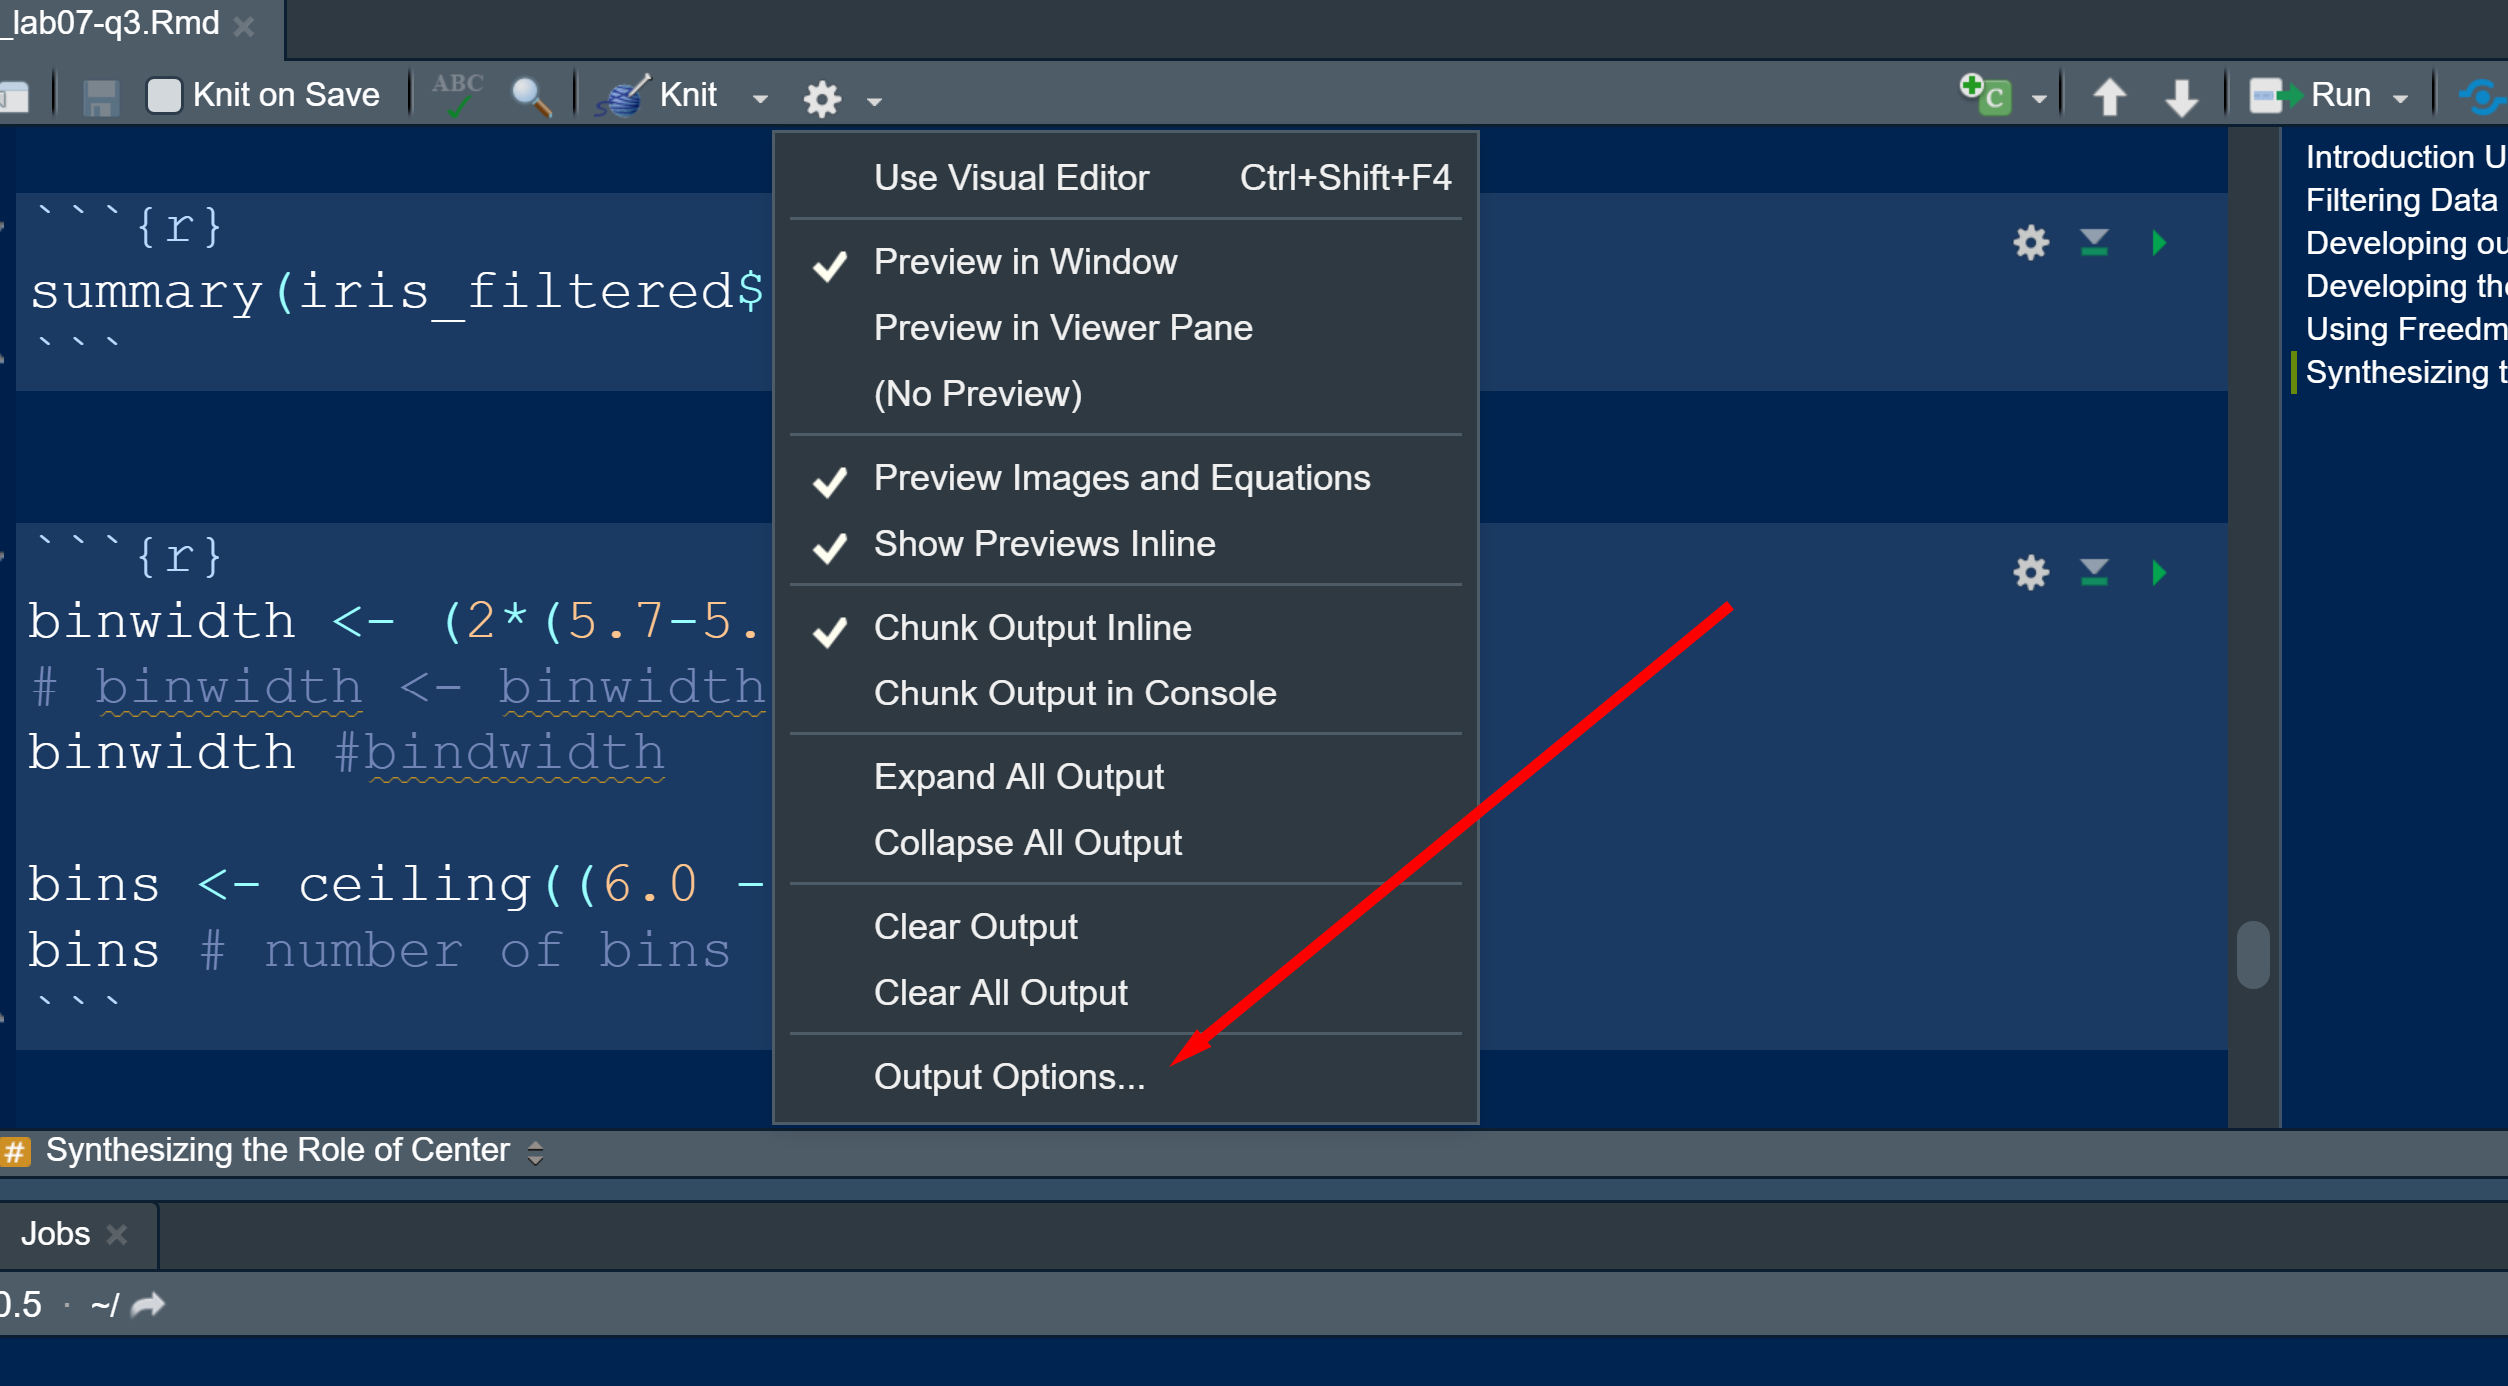 _lab07-q3.Rmd
Knit on Save ABC Knit C Run
Use Visual Editor Ctrl+Shift+F4
Preview in Window
Preview in Viewer Pane
(No Preview)
Preview Images and Equations
Show Previews Inline
Chunk Output Inline
Chunk Output in Console
Expand All Output
Collapse All Output
Clear Output
Clear All Output
Output Options...
```{r}
summary(iris_filtered$
```
```{r}
binwidth <- (2*(5.7-5.
# binwidth <- binwidth
binwidth #bindwidth
bins <- ceiling((6.0 -
bins # number of bins
```
Introduction U
Filtering Data
Developing ou
Developing the
Using Freedm
Synthesizing t
# Synthesizing the Role of Center
Jobs
0.5 · ~/